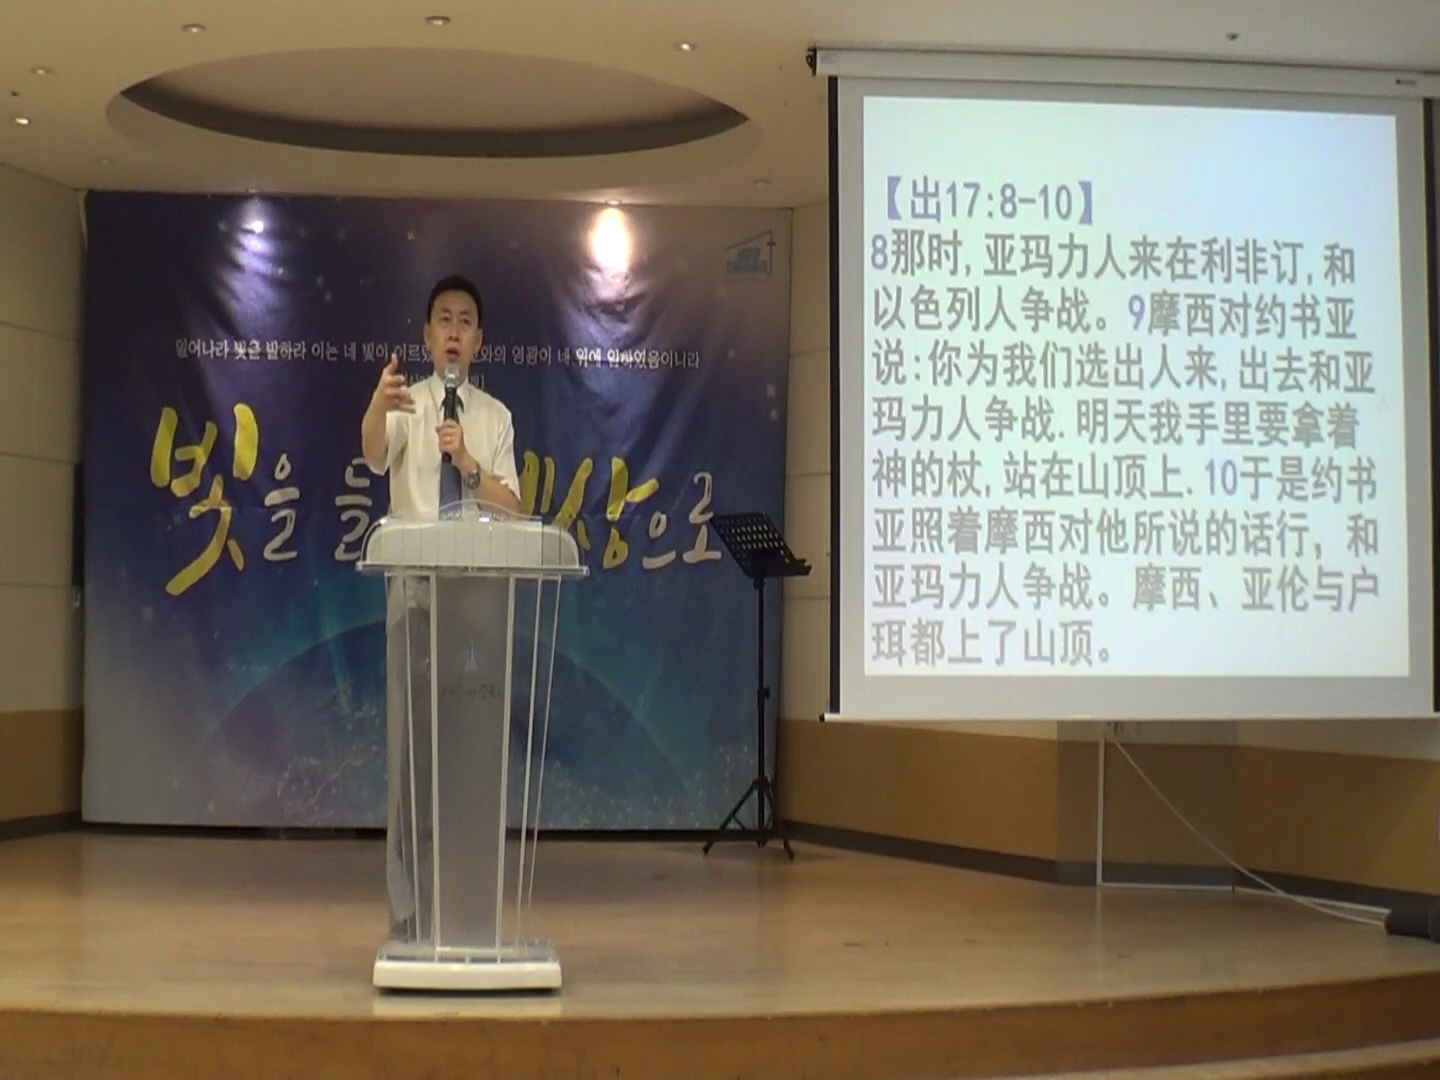 일어나라 빛을 발하라 이는 네 빛이 이르렀 와의 영광이 네 위에 임하였음이니라
빛을 들 세상으로
【出17:8-10】
8那时,亚玛力人来在利非订,和
以色列人争战。9摩西对约书亚
说:你为我们选出人来,出去和亚
玛力人争战.明天我手里要拿着
神的杖,站在山顶上.10于是约书
亚照着摩西对他所说的话行，和
亚玛力人争战。摩西、亚伦与户
珥都上了山顶。